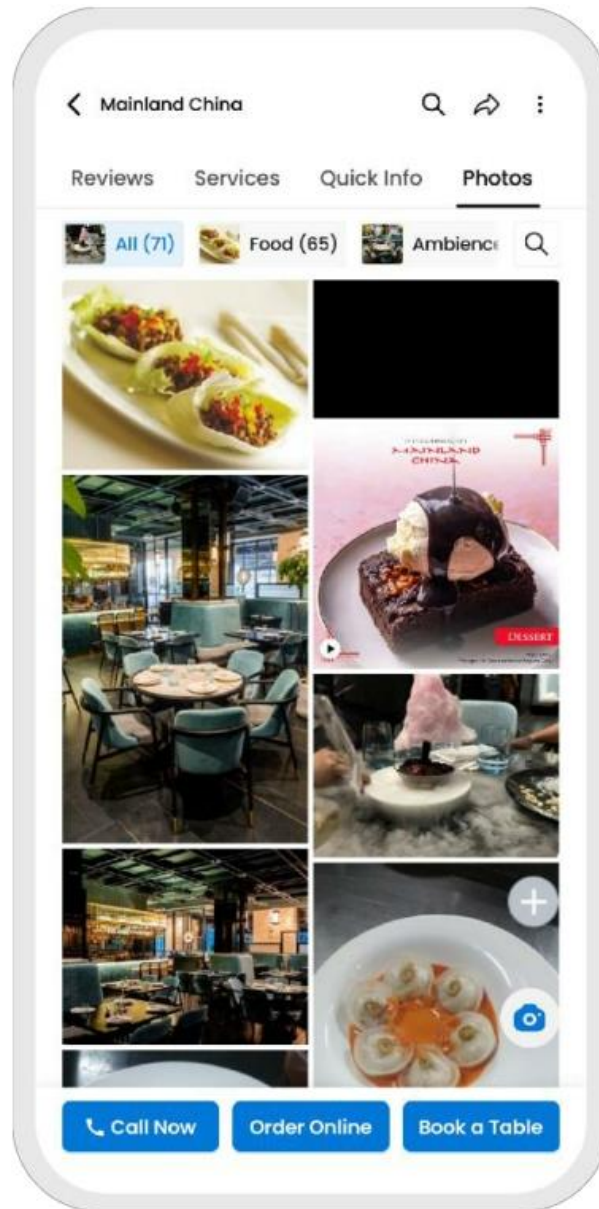 Mainland China
Reviews Services Quick Info Photos
All (71) Food (65) Ambienc
MAINLAND
CHINA
DESSERT
Call Now Order Online Book a Table